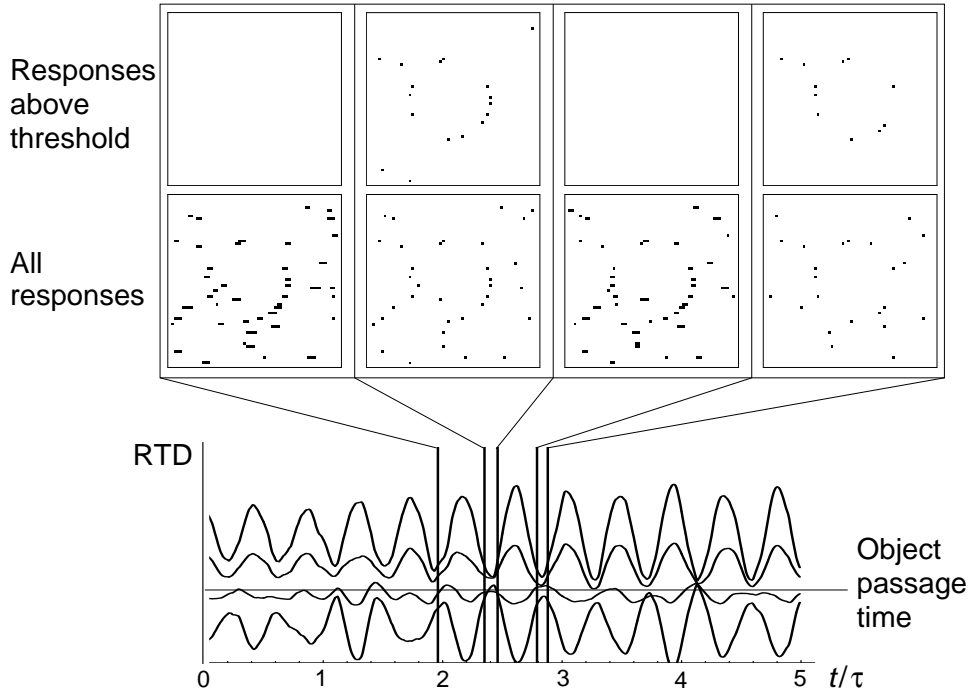 Responses
above
threshold
All
responses
RTD
Object
passage
time
0 1 2 3 4 5 t/τ